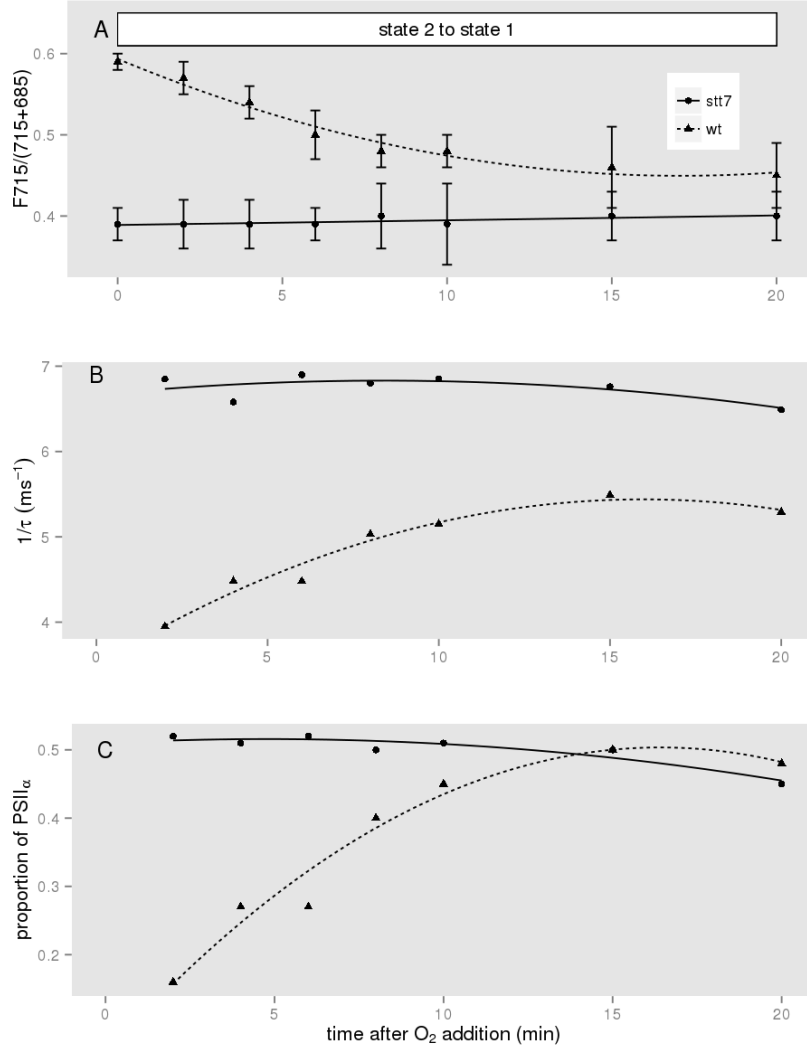 A
state 2 to state 1
F715/(715+685)
0.6
0.5
0.4
stt7
wt
0 5 10 15 20
B
1/τ (ms⁻¹)
7
6
5
4
0 5 10 15 20
C
proportion of PSIIα
0.5
0.4
0.3
0.2
0 5 10 15 20
time after O₂ addition (min)